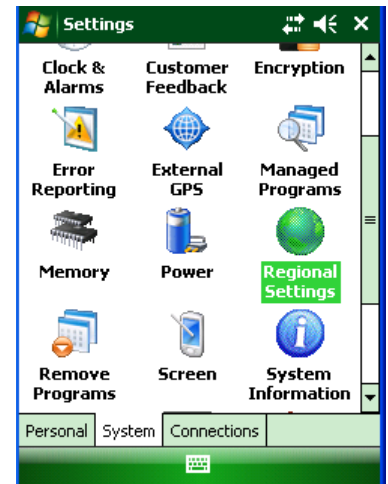 Settings
Clock & Customer Encryption
Alarms Feedback
Error External Managed
Reporting GPS Programs
Memory Power Regional
Settings
Remove Screen System
Programs Information
Personal System Connections